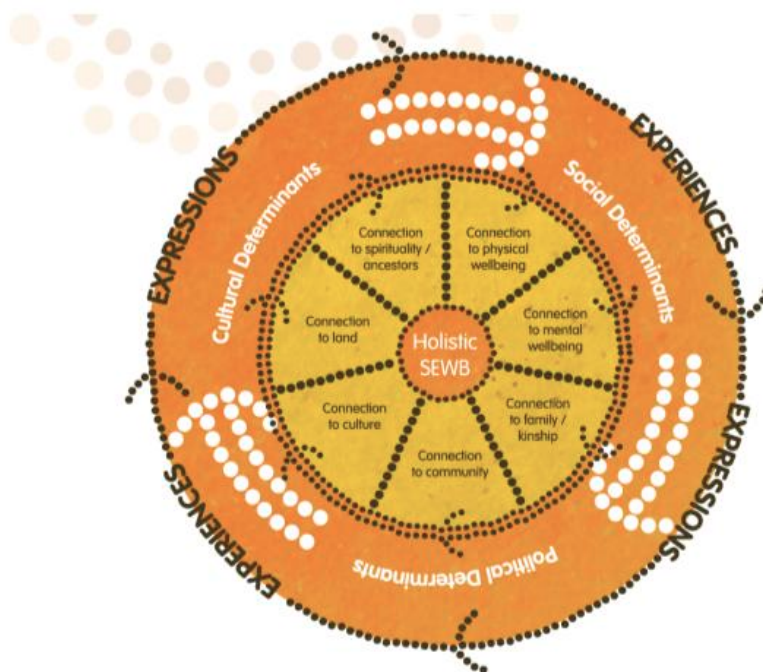 EXPRESSIONS
EXPERIENCES
Cultural Determinants
Social Determinants
Connection
to spirituality /
ancestors
Connection
to physical
wellbeing
Connection
to land
Holistic
SEWB
Connection
to mental
wellbeing
Connection
to culture
Connection
to family /
kinship
Connection
to community
Political Determinants
EXPERIENCES
EXPRESSIONS